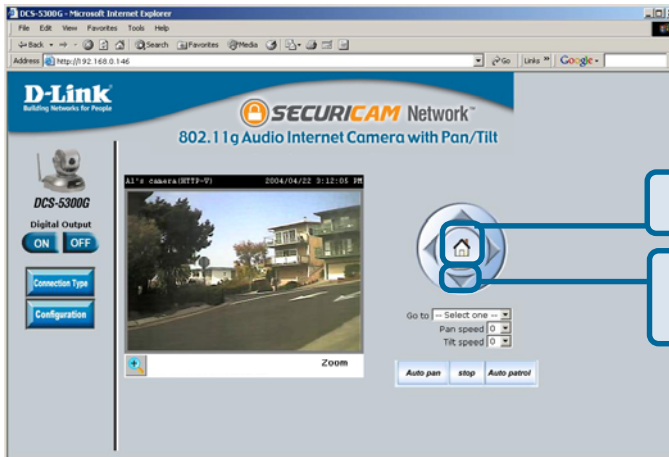 DCS-5300G - Microsoft Internet Explorer
File Edit View Favorites Tools Help
Back Search Favorites Media
Address http://192.168.0.146 Go Links » Google
D-Link
Building Networks for People
SECURICAM Network™
802.11g Audio Internet Camera with Pan/Tilt
DCS-5300G
Digital Output
ON OFF
Connection Type
Configuration
A1's camera(HTTP-V) 2004/04/22 3:12:05 PM
Zoom
Go to -- Select one --
Pan speed 0
Tilt speed 0
Auto pan stop Auto patrol